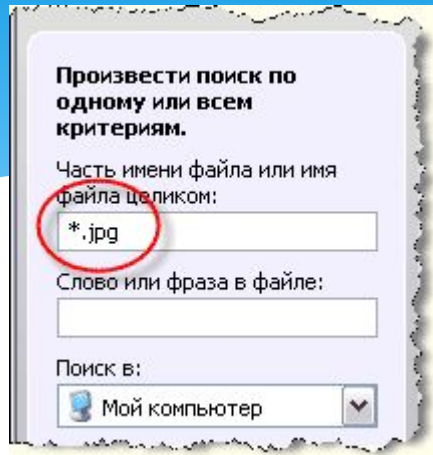 Произвести поиск по
одному или всем
критериям.
Часть имени файла или имя
файла целиком:
*.jpg
Слово или фраза в файле:
Поиск в:
Мой компьютер